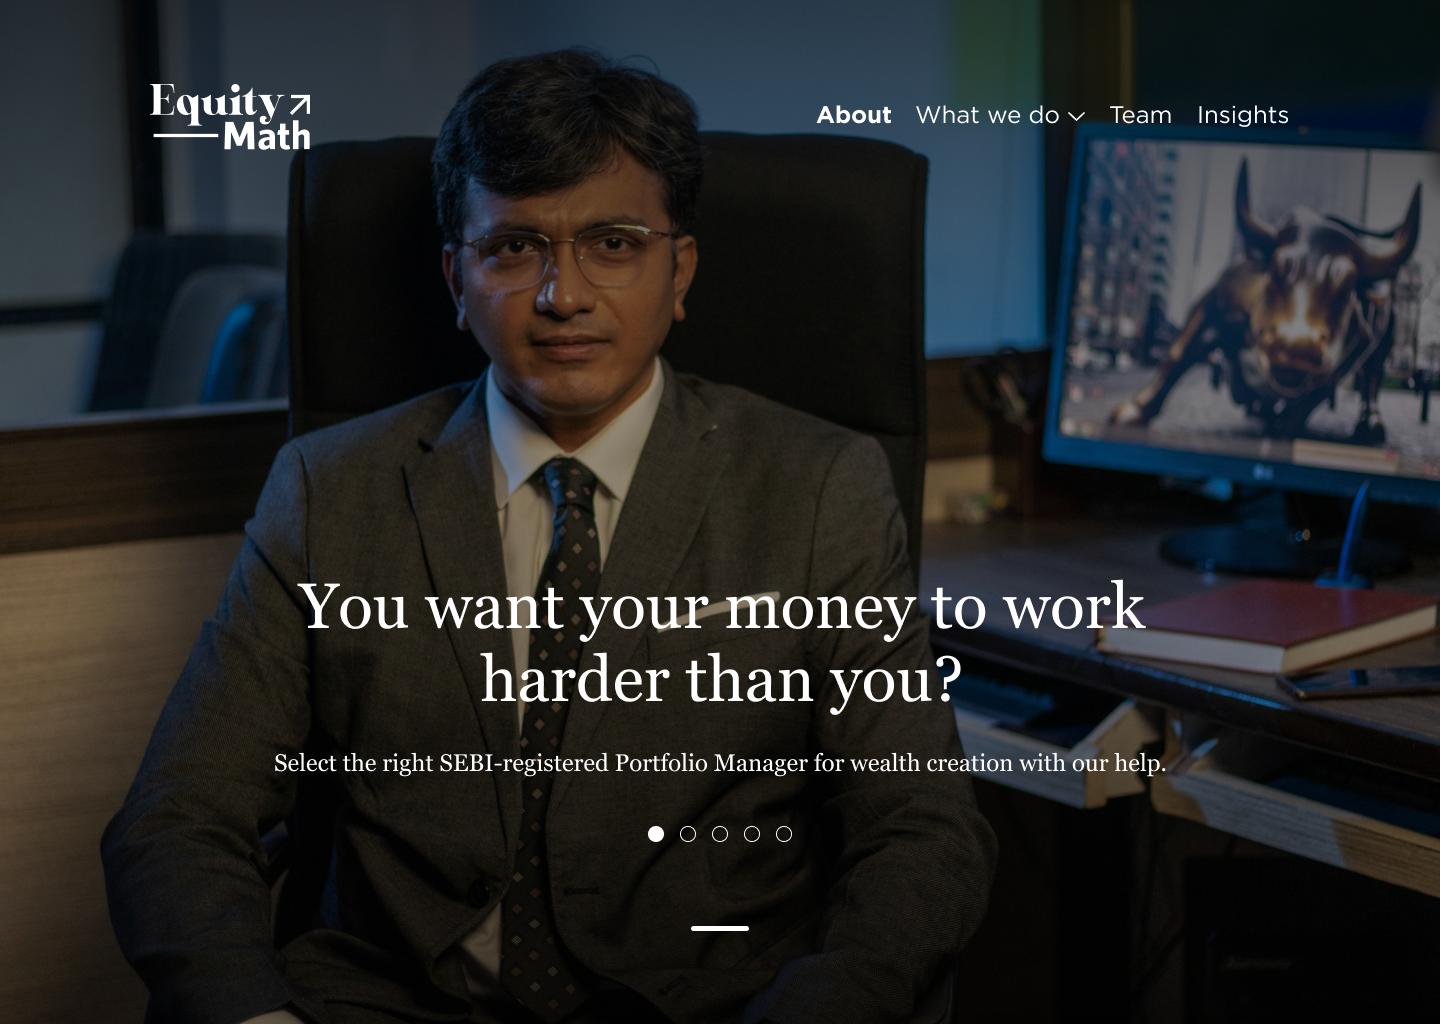 Equity
Math
About What we do Team Insights
You want your money to work
harder than you?
Select the right SEBI-registered Portfolio Manager for wealth creation with our help.
LG